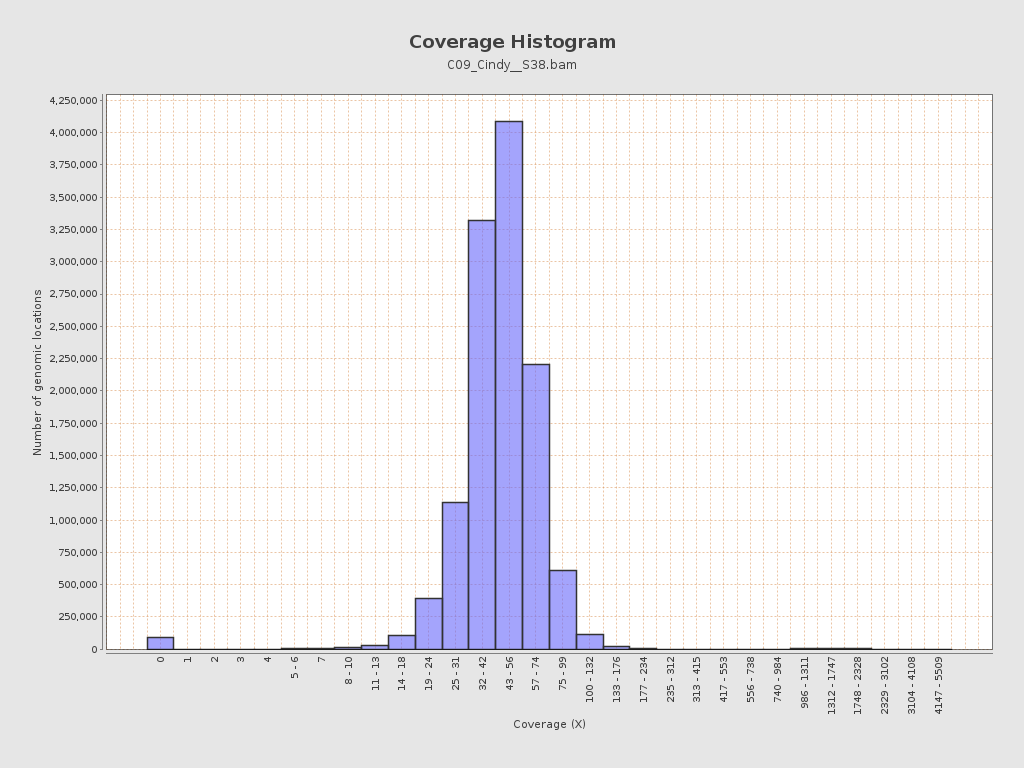 Coverage Histogram
C09_Cindy__S38.bam
Number of genomic locations
4,250,000
4,000,000
3,750,000
3,500,000
3,250,000
3,000,000
2,750,000
2,500,000
2,250,000
2,000,000
1,750,000
1,500,000
1,250,000
1,000,000
750,000
500,000
250,000
0
0
1
2
3
4
5 - 6
7
8 - 10
11 - 13
14 - 18
19 - 24
25 - 31
32 - 42
43 - 56
57 - 74
75 - 99
100 - 132
133 - 176
177 - 234
235 - 312
313 - 415
417 - 553
556 - 738
740 - 984
986 - 1311
1312 - 1747
1748 - 2328
2329 - 3102
3104 - 4108
4147 - 5509
Coverage (X)